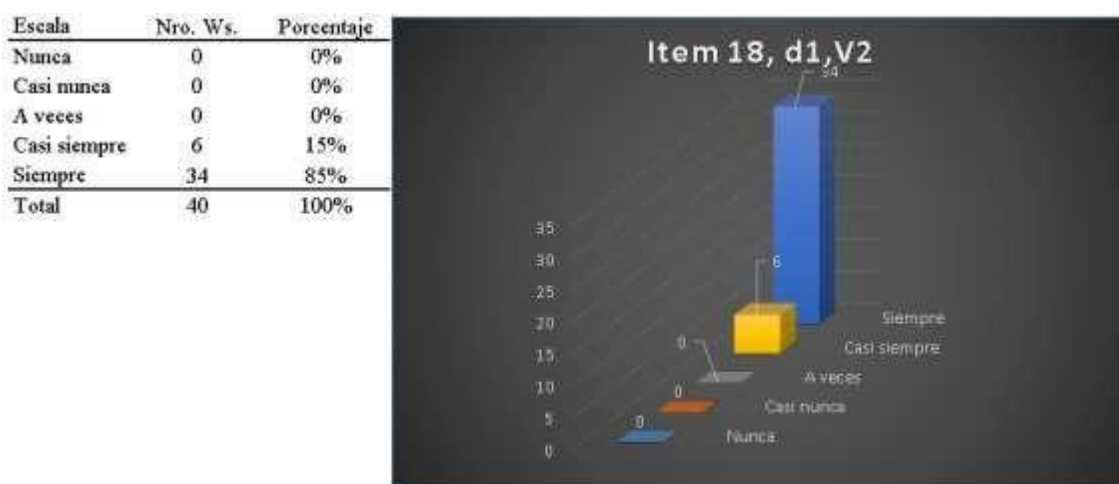 Escala Nro. Ws. Porcentaje
Nunca 0 0%
Casi nunca 0 0%
A veces 0 0%
Casi siempre 6 15%
Siempre 34 85%
Total 40 100%
Item 18, d1,V2
34
35
30
25
20
15
10
5
0
6
0
0
0
Siempre
Casi siempre
A veces
Casi nunca
Nunca